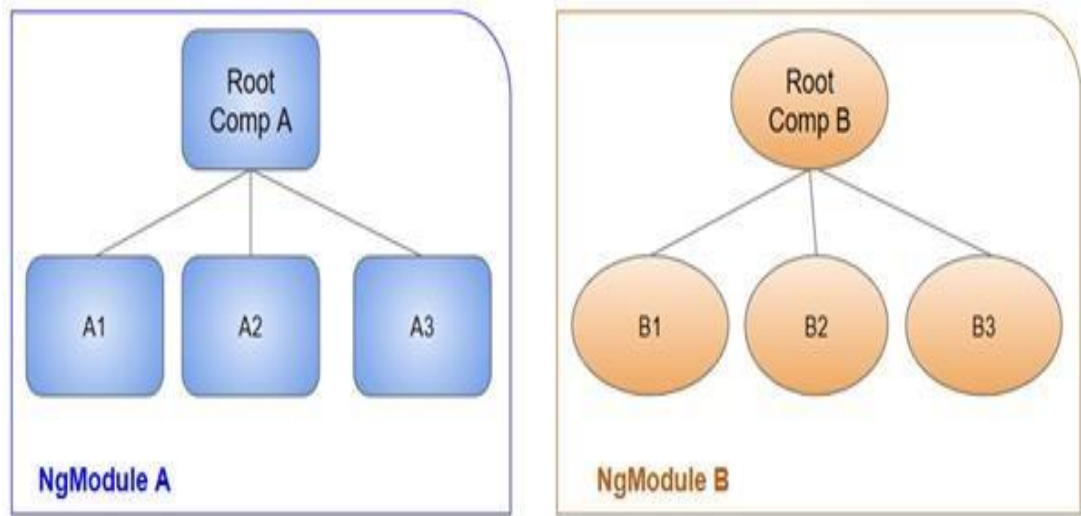 Root
Comp A
A1
A2
A3
NgModule A
Root
Comp B
B1
B2
B3
NgModule B